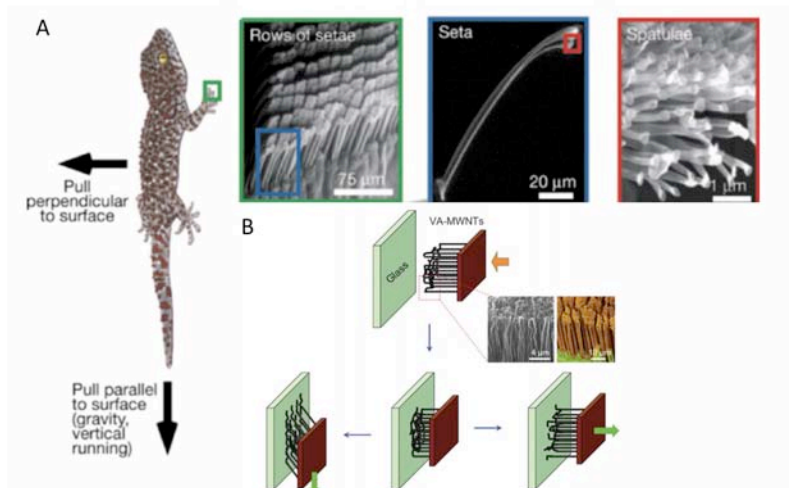 A
Rows of setae
75 µm
Seta
20 µm
Spatulae
1 µm
Pull
perpendicular
to surface
B
VA-MWNTs
Glass
4 µm
Pull parallel
to surface
(gravity,
vertical
running)